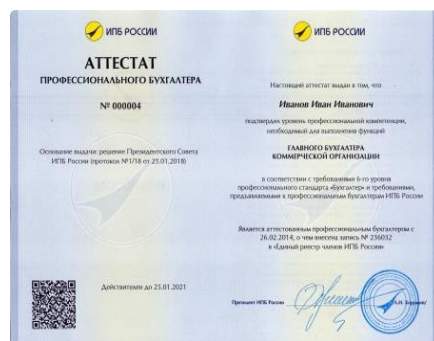 ИПБ РОССИИ
АТТЕСТАТ
ПРОФЕССИОНАЛЬНОГО БУХГАЛТЕРА
№ 000004
Основание выдачи: решение Президентского Совета
ИПБ России (протокол №1/18 от 25.01.2018)
Действителен до 25.01.2021
ИПБ РОССИИ
Настоящий аттестат выдан в том, что
Иванов Иван Иванович
подтвердил уровень профессиональной компетенции,
необходимый для выполнения функций
ГЛАВНОГО БУХГАЛТЕРА
КОММЕРЧЕСКОЙ ОРГАНИЗАЦИИ
в соответствии с требованиями 6-го уровня
профессионального стандарта «Бухгалтер» и требованиями,
предъявляемыми к профессиональным бухгалтерам ИПБ России
Является аттестованным профессиональным бухгалтером с
26.02.2014, о чем внесена запись № 236032
в «Единый реестр членов ИПБ России»
Президент ИПБ России